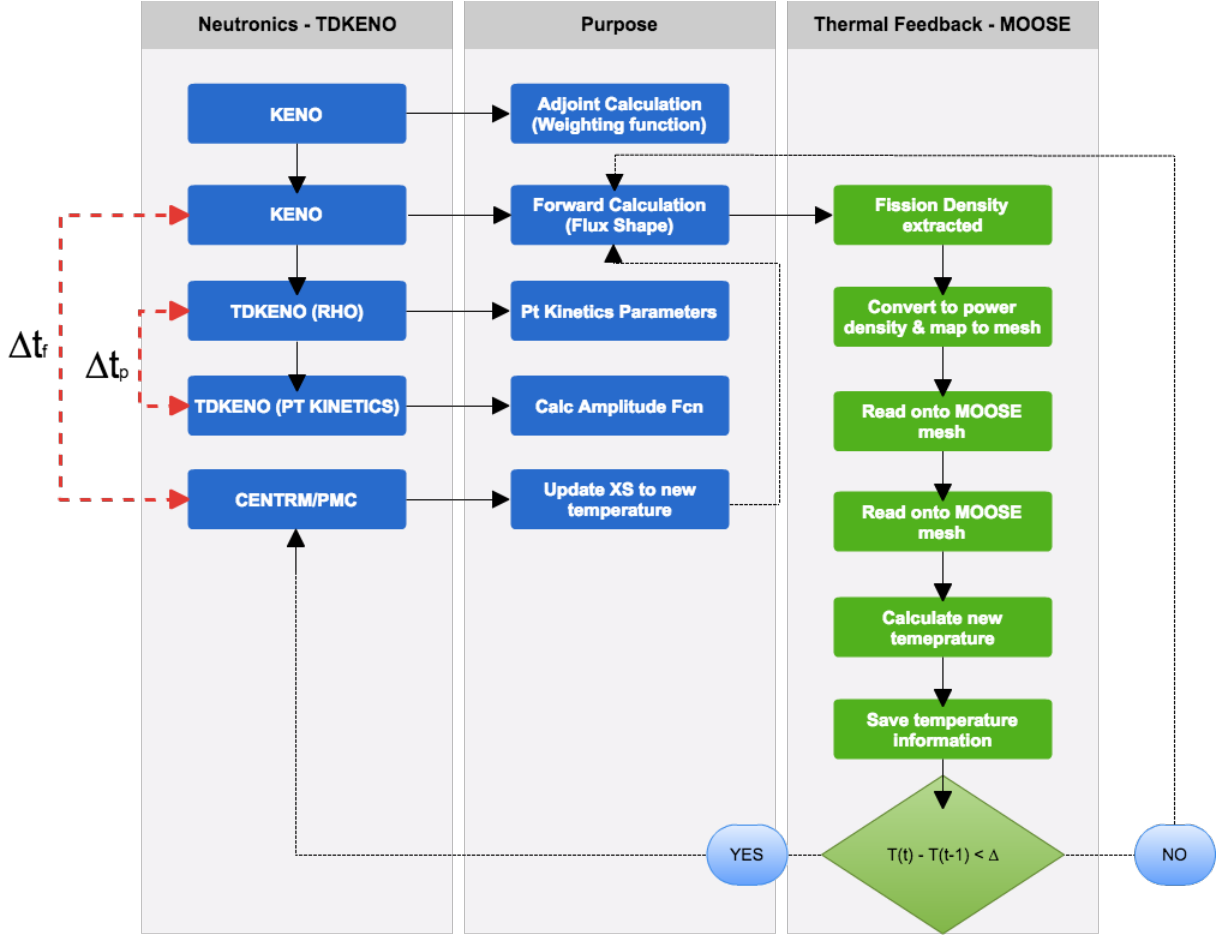 Neutronics - TDKENO
Purpose
Thermal Feedback - MOOSE
KENO
Adjoint Calculation
(Weighting function)
KENO
Forward Calculation
(Flux Shape)
Fission Density
extracted
TDKENO (RHO)
Pt Kinetics Parameters
Convert to power
density & map to mesh
Δtf
Δtp
TDKENO (PT KINETICS)
Calc Amplitude Fcn
Read onto MOOSE
mesh
CENTRM/PMC
Update XS to new
temperature
Read onto MOOSE
mesh
Calculate new
temeprature
Save temperature
information
YES
T(t) - T(t-1) < Δ
NO